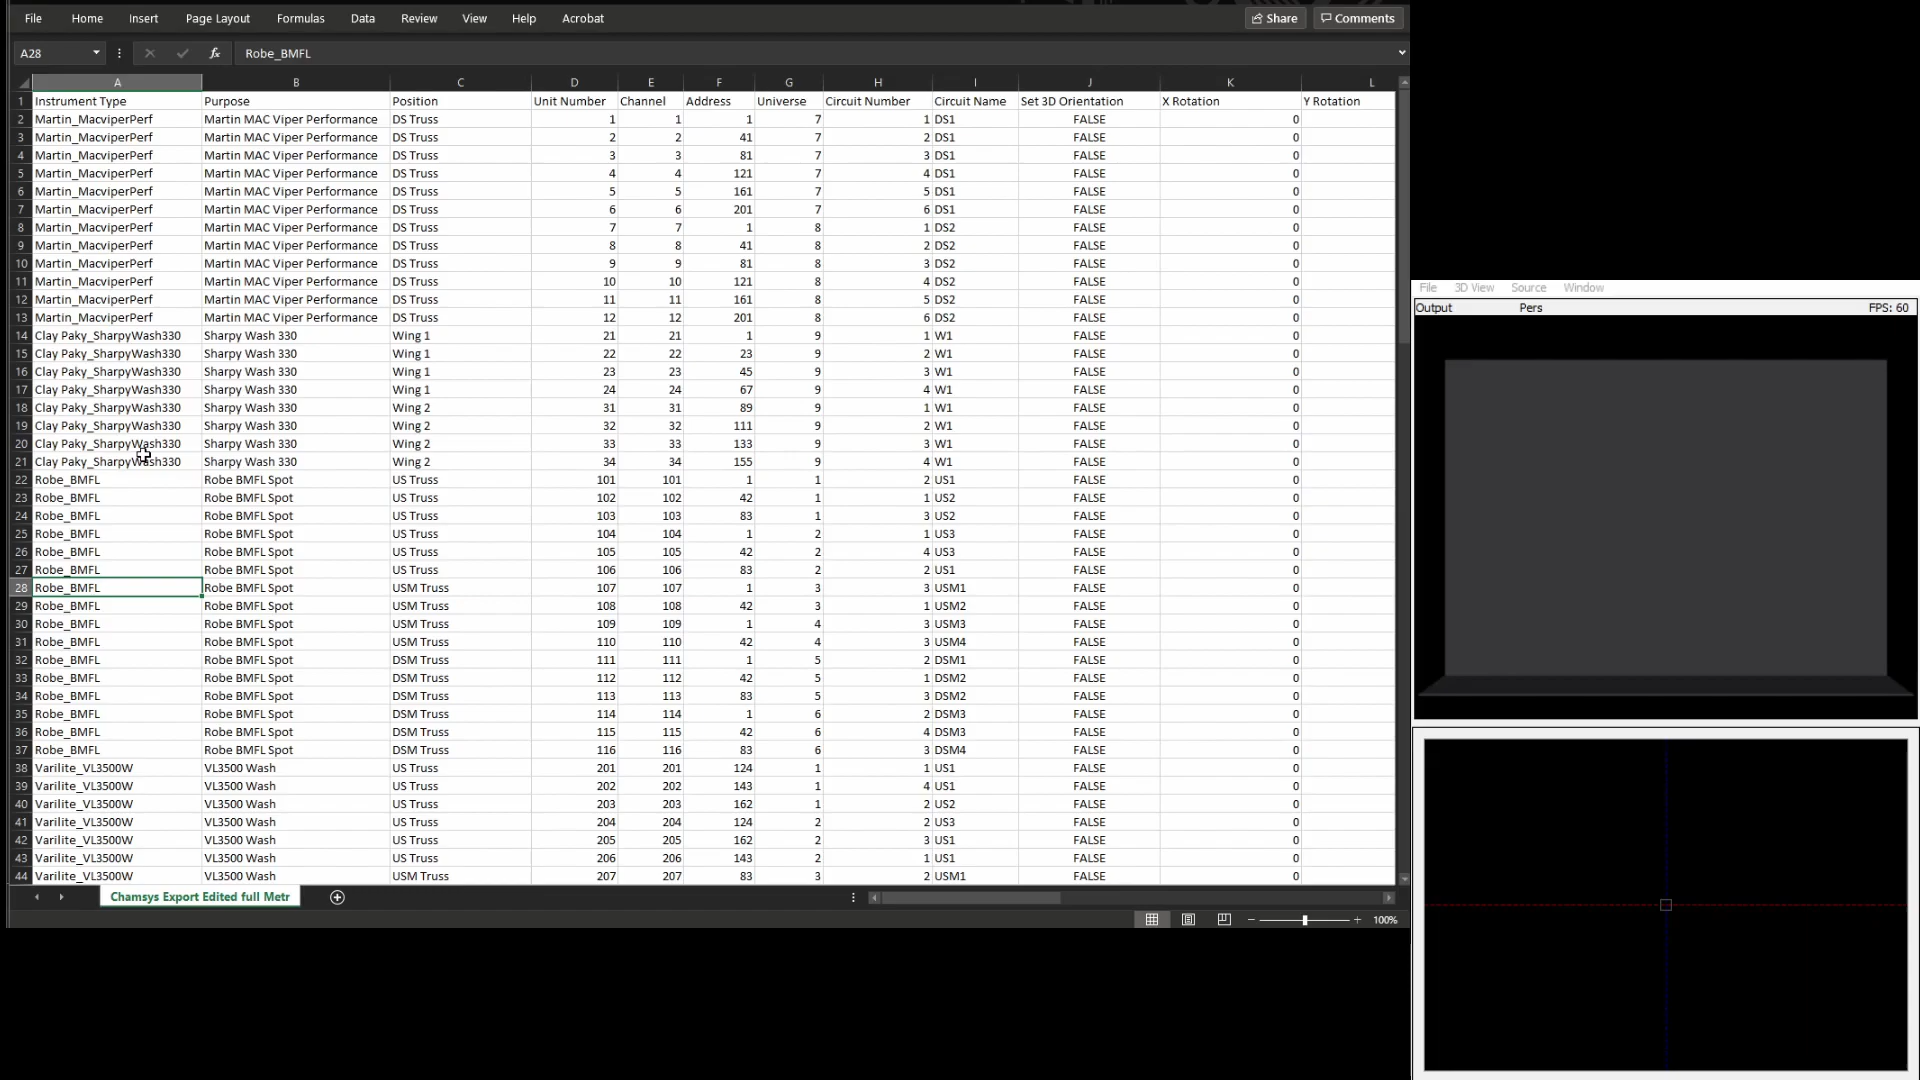 File Home Insert Page Layout Formulas Data Review View Help Acrobat Share Comments
A28 fx Robe_BMFL
A B C D E F G H I J K L
1 Instrument Type Purpose Position Unit Number Channel Address Universe Circuit Number Circuit Name Set 3D Orientation X Rotation Y Rotation
2 Martin_MacviperPerf Martin MAC Viper Performance DS Truss 1 1 1 7 1 DS1 FALSE 0
3 Martin_MacviperPerf Martin MAC Viper Performance DS Truss 2 2 41 7 2 DS1 FALSE 0
4 Martin_MacviperPerf Martin MAC Viper Performance DS Truss 3 3 81 7 3 DS1 FALSE 0
5 Martin_MacviperPerf Martin MAC Viper Performance DS Truss 4 4 121 7 4 DS1 FALSE 0
6 Martin_MacviperPerf Martin MAC Viper Performance DS Truss 5 5 161 7 5 DS1 FALSE 0
7 Martin_MacviperPerf Martin MAC Viper Performance DS Truss 6 6 201 7 6 DS1 FALSE 0
8 Martin_MacviperPerf Martin MAC Viper Performance DS Truss 7 7 1 8 1 DS2 FALSE 0
9 Martin_MacviperPerf Martin MAC Viper Performance DS Truss 8 8 41 8 2 DS2 FALSE 0
10 Martin_MacviperPerf Martin MAC Viper Performance DS Truss 9 9 81 8 3 DS2 FALSE 0
11 Martin_MacviperPerf Martin MAC Viper Performance DS Truss 10 10 121 8 4 DS2 FALSE 0
12 Martin_MacviperPerf Martin MAC Viper Performance DS Truss 11 11 161 8 5 DS2 FALSE 0
13 Martin_MacviperPerf Martin MAC Viper Performance DS Truss 12 12 201 8 6 DS2 FALSE 0
14 Clay Paky_SharpyWash330 Sharpy Wash 330 Wing 1 21 21 1 9 1 W1 FALSE 0
15 Clay Paky_SharpyWash330 Sharpy Wash 330 Wing 1 22 22 23 9 2 W1 FALSE 0
16 Clay Paky_SharpyWash330 Sharpy Wash 330 Wing 1 23 23 45 9 3 W1 FALSE 0
17 Clay Paky_SharpyWash330 Sharpy Wash 330 Wing 1 24 24 67 9 4 W1 FALSE 0
18 Clay Paky_SharpyWash330 Sharpy Wash 330 Wing 2 31 31 89 9 1 W1 FALSE 0
19 Clay Paky_SharpyWash330 Sharpy Wash 330 Wing 2 32 32 111 9 2 W1 FALSE 0
20 Clay Paky_SharpyWash330 Sharpy Wash 330 Wing 2 33 33 133 9 3 W1 FALSE 0
21 Clay Paky_SharpyWash330 Sharpy Wash 330 Wing 2 34 34 155 9 4 W1 FALSE 0
22 Robe_BMFL Robe BMFL Spot US Truss 101 101 1 1 2 US1 FALSE 0
23 Robe_BMFL Robe BMFL Spot US Truss 102 102 42 1 1 US2 FALSE 0
24 Robe_BMFL Robe BMFL Spot US Truss 103 103 83 1 3 US2 FALSE 0
25 Robe_BMFL Robe BMFL Spot US Truss 104 104 1 2 1 US3 FALSE 0
26 Robe_BMFL Robe BMFL Spot US Truss 105 105 42 2 4 US3 FALSE 0
27 Robe_BMFL Robe BMFL Spot US Truss 106 106 83 2 2 US1 FALSE 0
28 Robe_BMFL Robe BMFL Spot USM Truss 107 107 1 3 3 USM1 FALSE 0
29 Robe_BMFL Robe BMFL Spot USM Truss 108 108 42 3 1 USM2 FALSE 0
30 Robe_BMFL Robe BMFL Spot USM Truss 109 109 1 4 3 USM3 FALSE 0
31 Robe_BMFL Robe BMFL Spot USM Truss 110 110 42 4 3 USM4 FALSE 0
32 Robe_BMFL Robe BMFL Spot DSM Truss 111 111 1 5 2 DSM1 FALSE 0
33 Robe_BMFL Robe BMFL Spot DSM Truss 112 112 42 5 1 DSM2 FALSE 0
34 Robe_BMFL Robe BMFL Spot DSM Truss 113 113 83 5 3 DSM2 FALSE 0
35 Robe_BMFL Robe BMFL Spot DSM Truss 114 114 1 6 2 DSM3 FALSE 0
36 Robe_BMFL Robe BMFL Spot DSM Truss 115 115 42 6 4 DSM3 FALSE 0
37 Robe_BMFL Robe BMFL Spot DSM Truss 116 116 83 6 3 DSM4 FALSE 0
38 Varilite_VL3500W VL3500 Wash US Truss 201 201 124 1 1 US1 FALSE 0
39 Varilite_VL3500W VL3500 Wash US Truss 202 202 143 1 4 US1 FALSE 0
40 Varilite_VL3500W VL3500 Wash US Truss 203 203 162 1 2 US2 FALSE 0
41 Varilite_VL3500W VL3500 Wash US Truss 204 204 124 2 2 US3 FALSE 0
42 Varilite_VL3500W VL3500 Wash US Truss 205 205 162 2 3 US1 FALSE 0
43 Varilite_VL3500W VL3500 Wash US Truss 206 206 143 2 1 US1 FALSE 0
44 Varilite_VL3500W VL3500 Wash USM Truss 207 207 83 3 2 USM1 FALSE 0
Chamsys Export Edited full Metr
100%
File 3D View Source Window
Output Pers FPS: 60